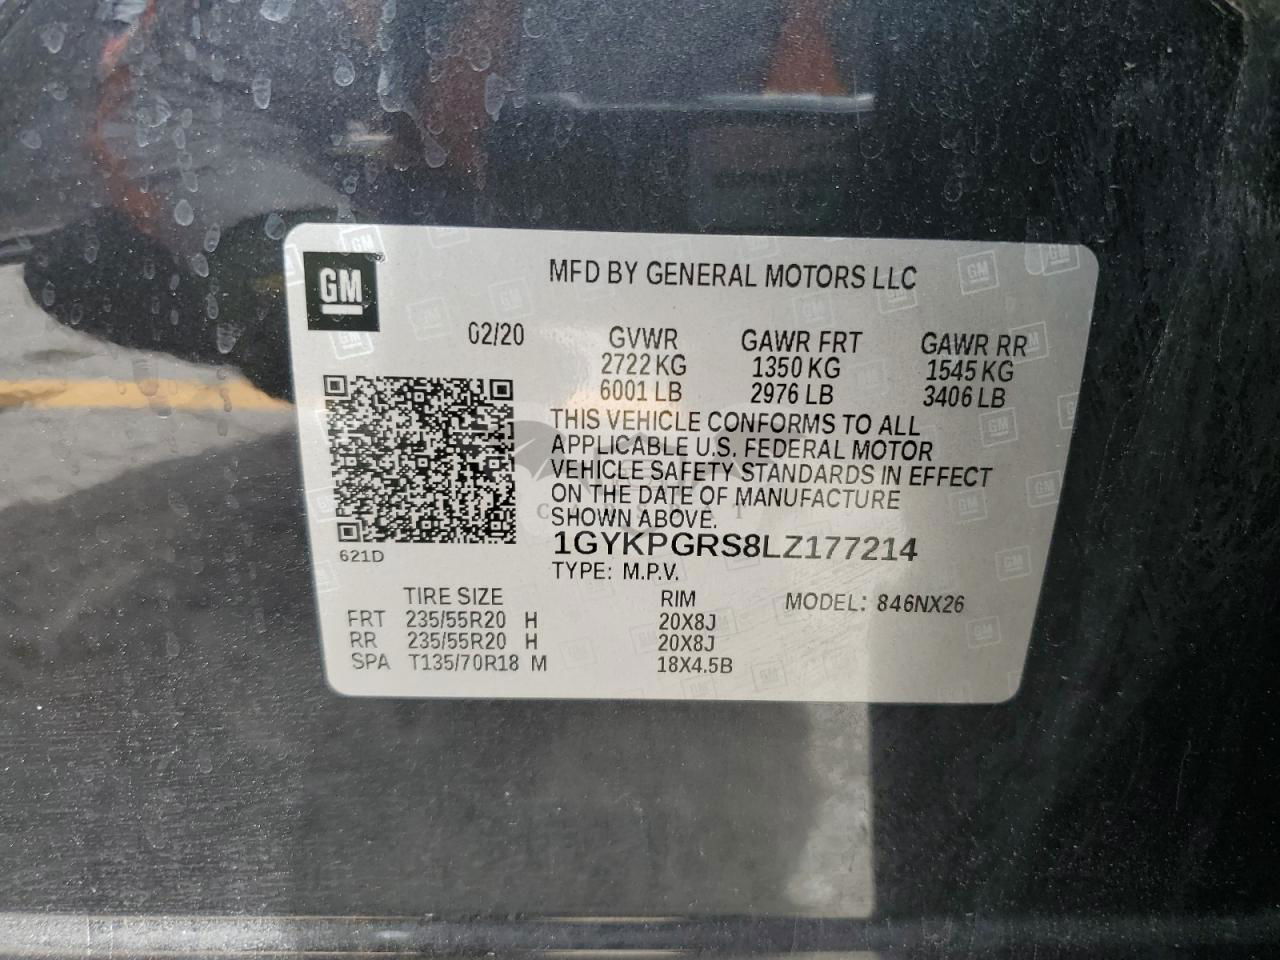 GM
MFD BY GENERAL MOTORS LLC
02/20 GVWR GAWR FRT GAWR RR
2722 KG 1350 KG 1545 KG
6001 LB 2976 LB 3406 LB
THIS VEHICLE CONFORMS TO ALL
APPLICABLE U.S. FEDERAL MOTOR
VEHICLE SAFETY STANDARDS IN EFFECT
ON THE DATE OF MANUFACTURE
SHOWN ABOVE.
621D
1GYKPGRS8LZ177214
TYPE: M.P.V.
TIRE SIZE RIM MODEL: 846NX26
FRT 235/55R20 H 20X8J
RR 235/55R20 H 20X8J
SPA T135/70R18 M 18X4.5B